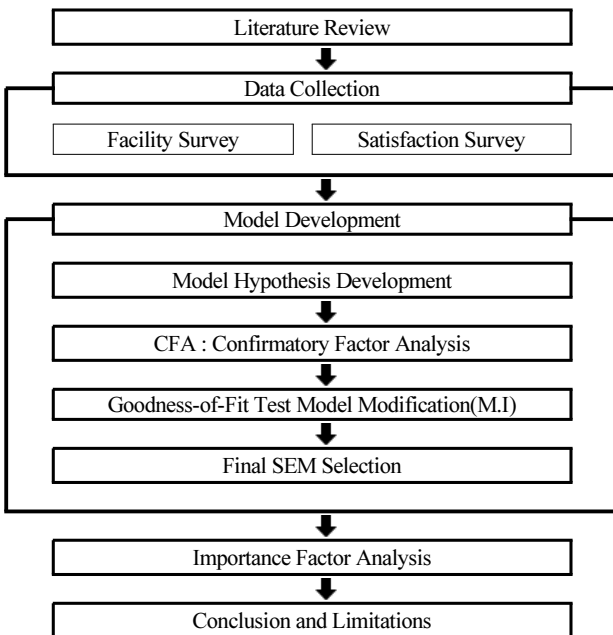 Literature Review
Data Collection
Facility Survey
Satisfaction Survey
Model Development
Model Hypothesis Development
CFA : Confirmatory Factor Analysis
Goodness-of-Fit Test Model Modification(M.I)
Final SEM Selection
Importance Factor Analysis
Conclusion and Limitations